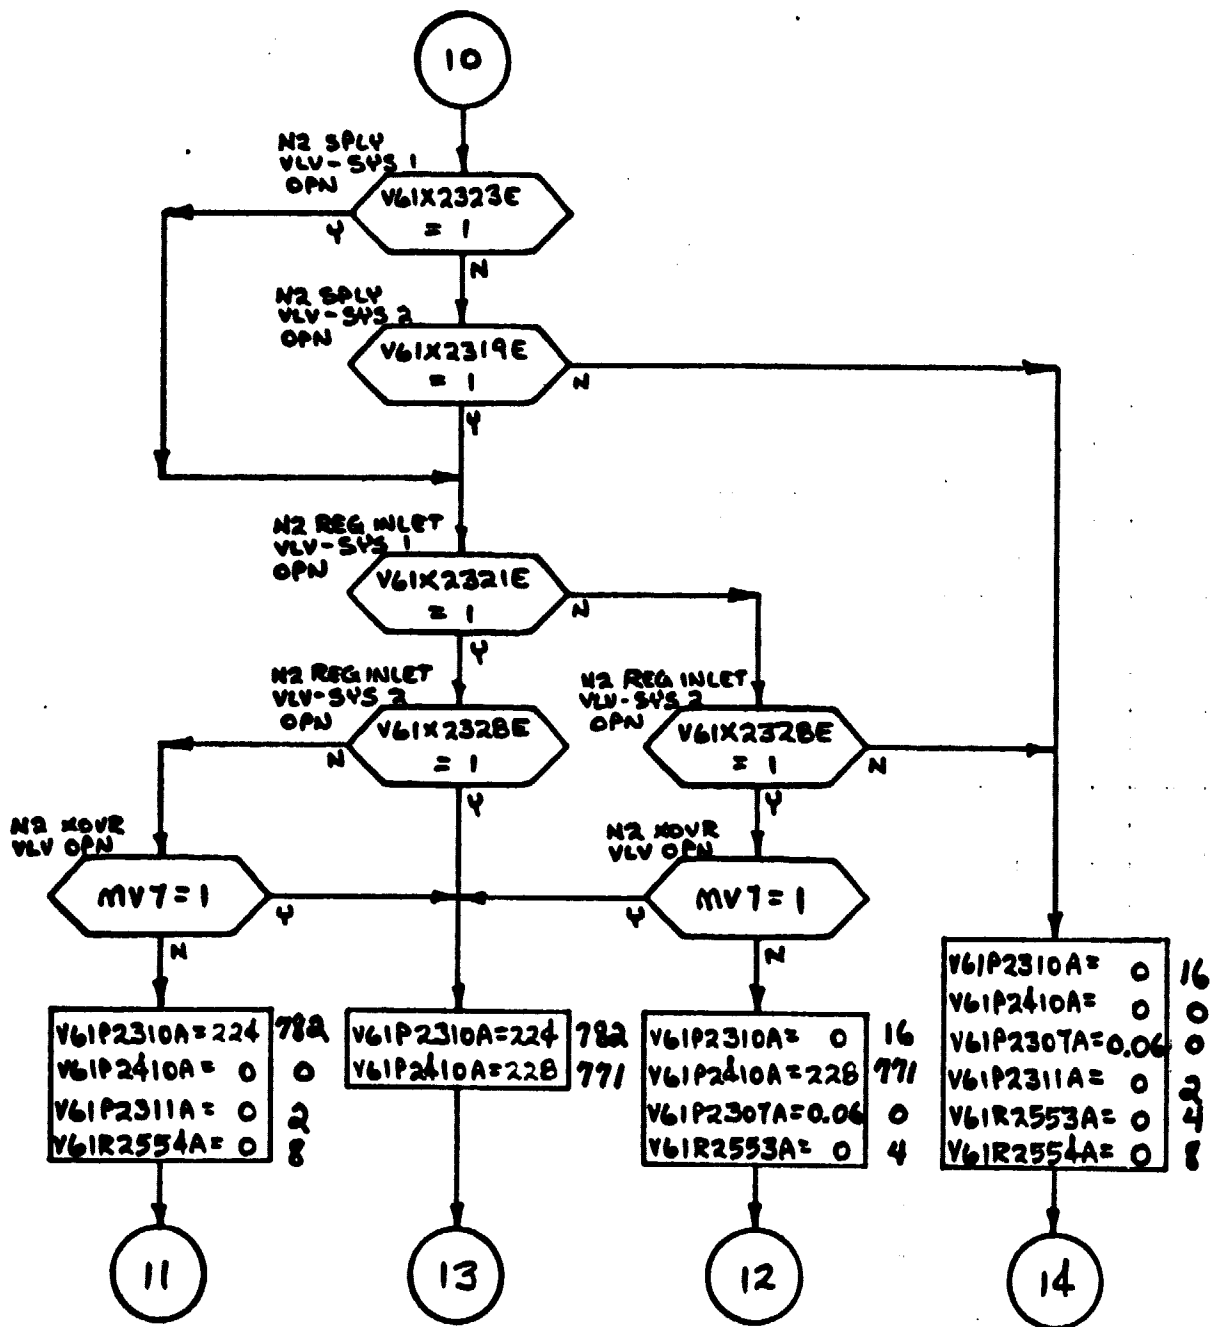 10
N2 SPLY
VLV-SYS 1
OPN
V61X2323E
= 1
Y
N
N2 SPLY
VLV-SYS 2
OPN
V61X2319E
= 1
N
Y
N2 REG INLET
VLV-SYS 1
OPN
V61X2321E
= 1
N
Y
N2 REG INLET
VLV-SYS 2
OPN
V61X2328E
= 1
N
Y
N2 REG INLET
VLV-SYS 2
OPN
V61X2328E
= 1
N
Y
N2 XOVR
VLV OPN
MV7=1
Y
N
N2 XOVR
VLV OPN
MV7=1
Y
N
V61P2310A=224 782
V61P2410A= 0 0
V61P2311A= 0 2
V61R2554A= 0 8
V61P2310A=224 782
V61P2410A=228 771
V61P2310A= 0 16
V61P2410A=228 771
V61P2307A=0.06 0
V61R2553A= 0 4
V61P2310A= 0 16
V61P2410A= 0 0
V61P2307A=0.06 0
V61P2311A= 0 2
V61R2553A= 0 4
V61R2554A= 0 8
11
13
12
14